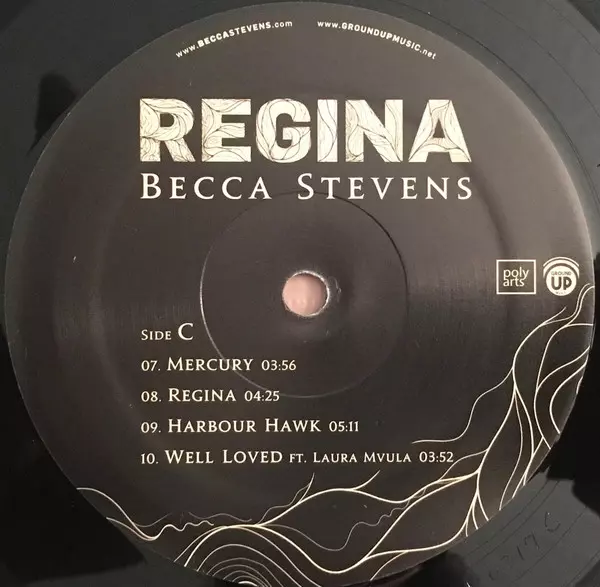 www.BECCASTEVENS.com www.GROUNDUPMUSIC.net
REGINA
BECCA STEVENS
poly arts
GROUND UP
SIDE C
07. MERCURY 03:56
08. REGINA 04:25
09. HARBOUR HAWK 05:11
10. WELL LOVED FT. LAURA MVULA 03:52